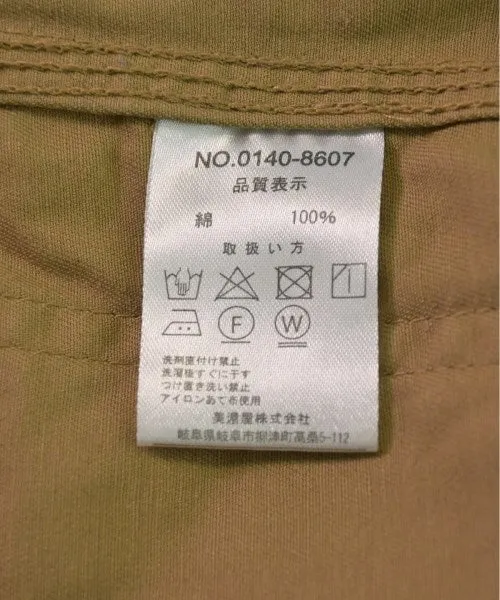 NO.0140-8607
品質表示
綿 100%
取扱い方
F W
洗剤直付け禁止
洗濯後すぐに干す
つけ置き洗い禁止
アイロンあて布使用
美濃屋株式会社
岐阜県岐阜市柳津町高桑5-112